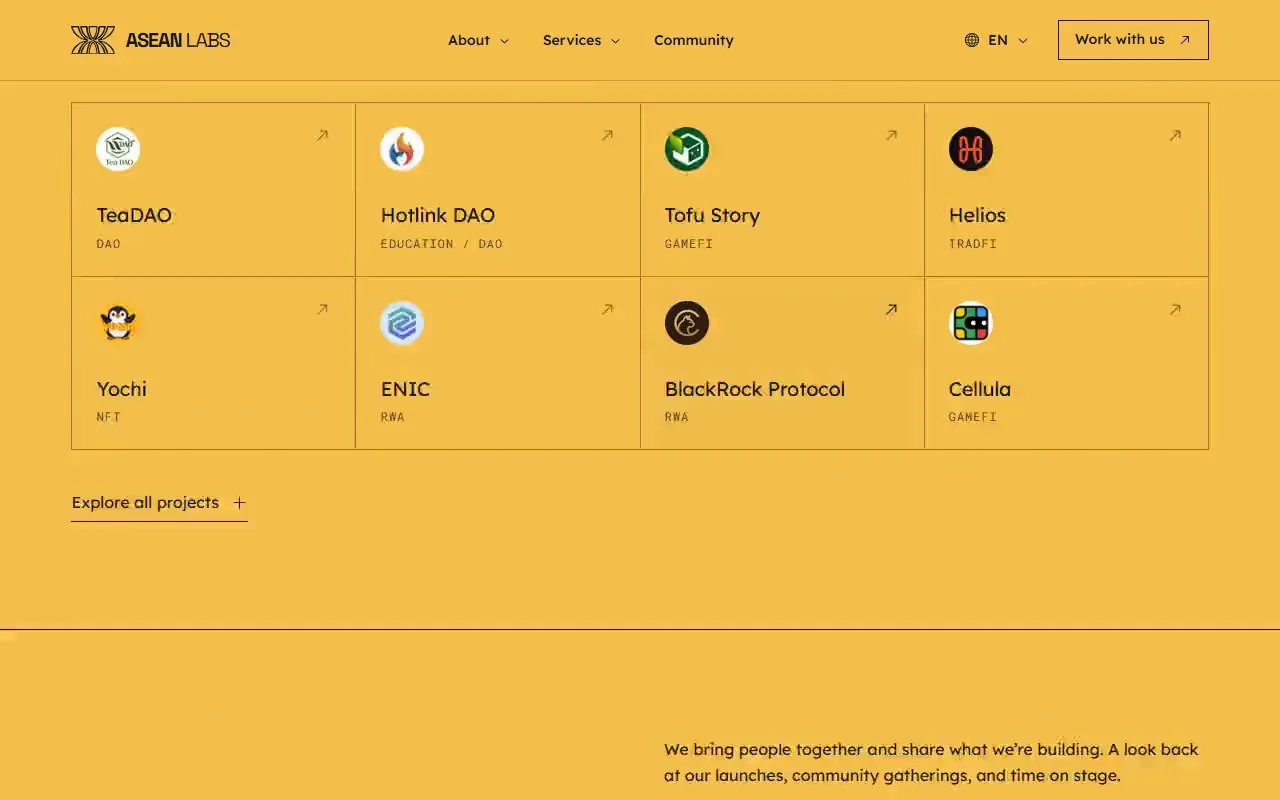 ASEAN LABS
About
Services
Community
EN
Work with us
TeaDAO
DAO
Hotlink DAO
EDUCATION / DAO
Tofu Story
GAMEFI
Helios
TRADFI
Yochi
NFT
ENIC
RWA
BlackRock Protocol
RWA
Cellula
GAMEFI
Explore all projects
We bring people together and share what we’re building. A look back
at our launches, community gatherings, and time on stage.